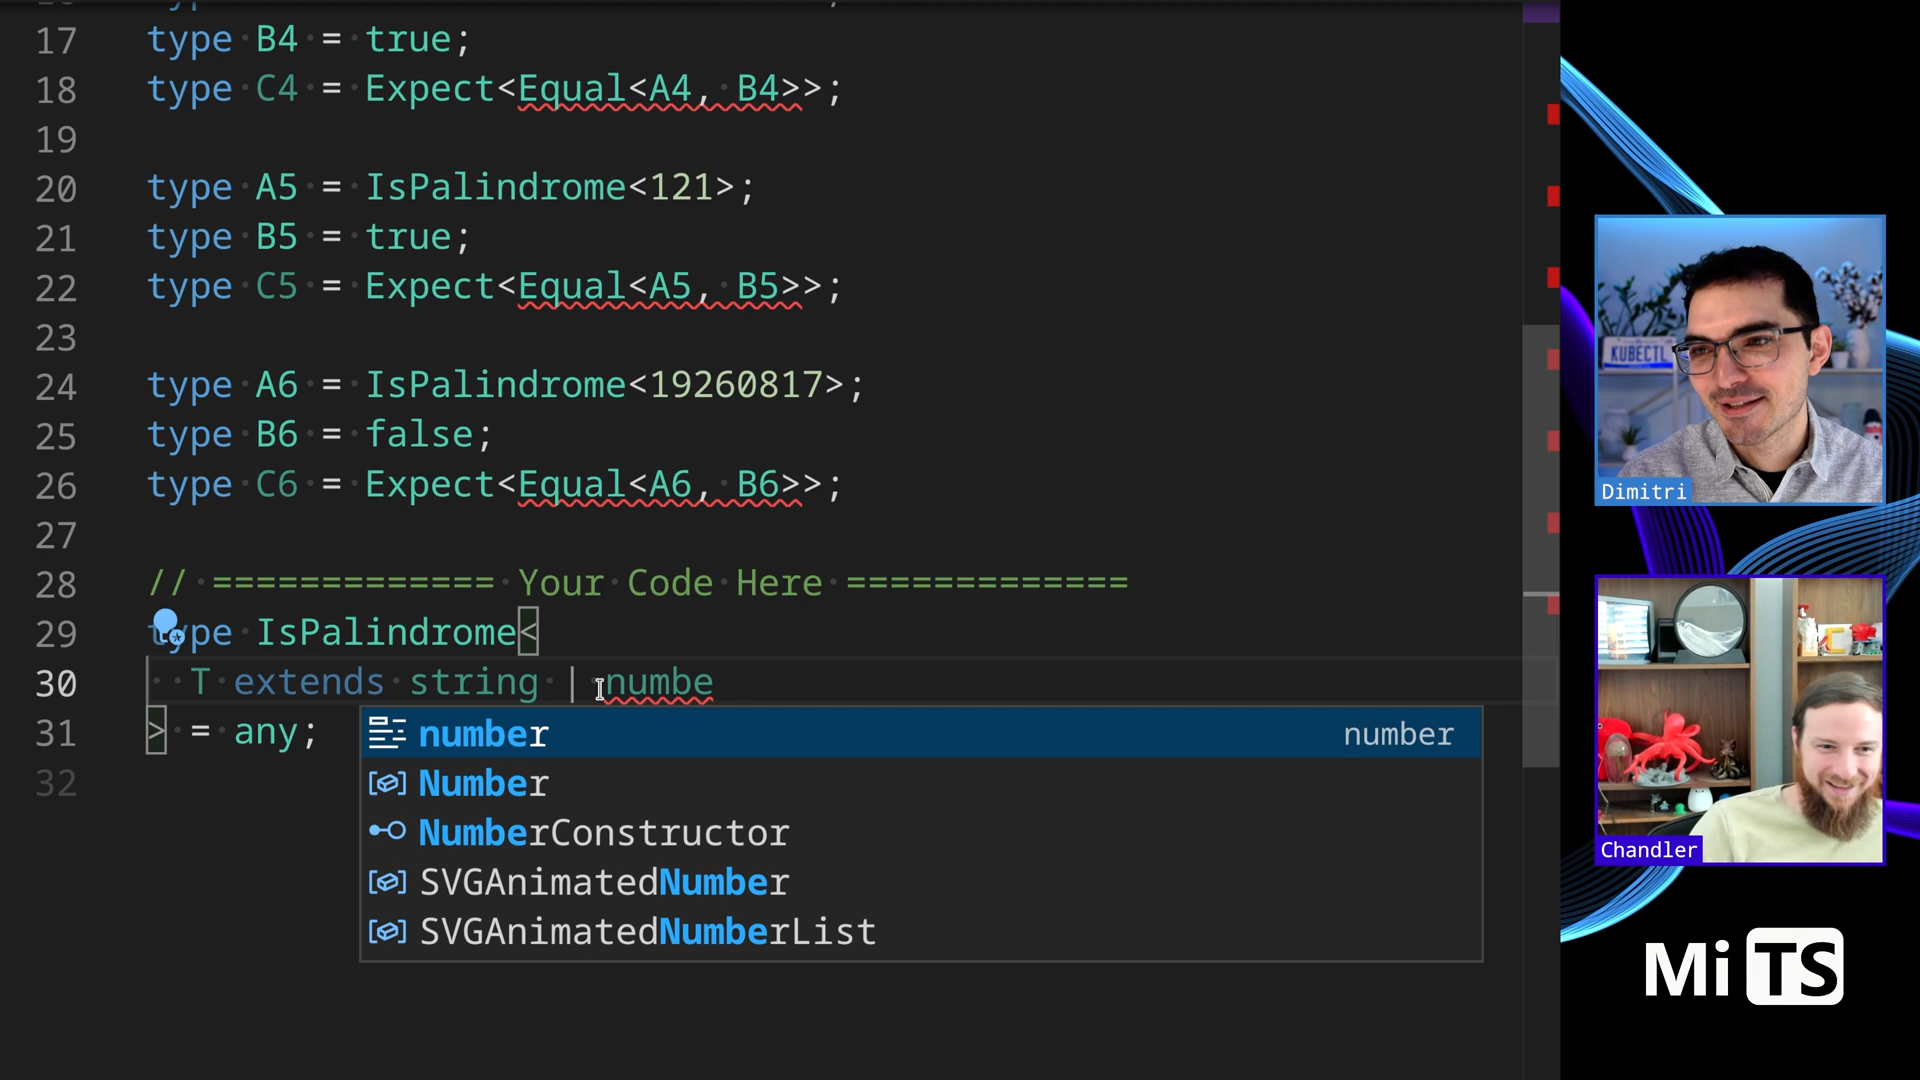 17 type B4 = true;
18 type C4 = Expect<Equal<A4, B4>>;
19
20 type A5 = IsPalindrome<121>;
21 type B5 = true;
22 type C5 = Expect<Equal<A5, B5>>;
23
24 type A6 = IsPalindrome<19260817>;
25 type B6 = false;
26 type C6 = Expect<Equal<A6, B6>>;
27
28 // ============= Your Code Here =============
29 type IsPalindrome<
30 T extends string | numbe
31 > = any;
32
number number
Number
NumberConstructor
SVGAnimatedNumber
SVGAnimatedNumberList
KUBECTL
Dimitri
Chandler
Mi TS